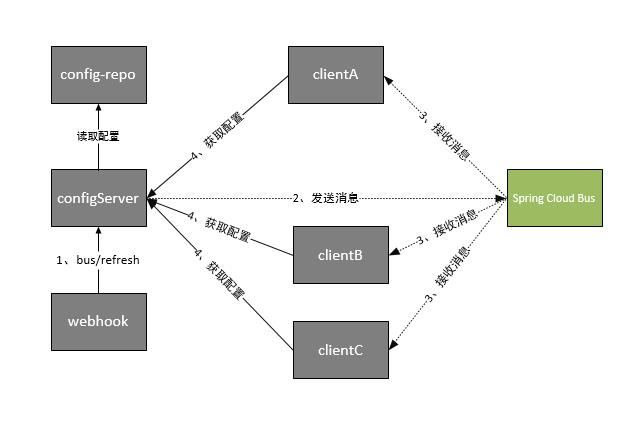 config-repo
clientA
读取配置
4、获取配置
3、接收消息
configServer
2、发送消息
Spring Cloud Bus
4、获取配置
3、接收消息
1、bus/refresh
clientB
4、获取配置
3、接收消息
webhook
clientC